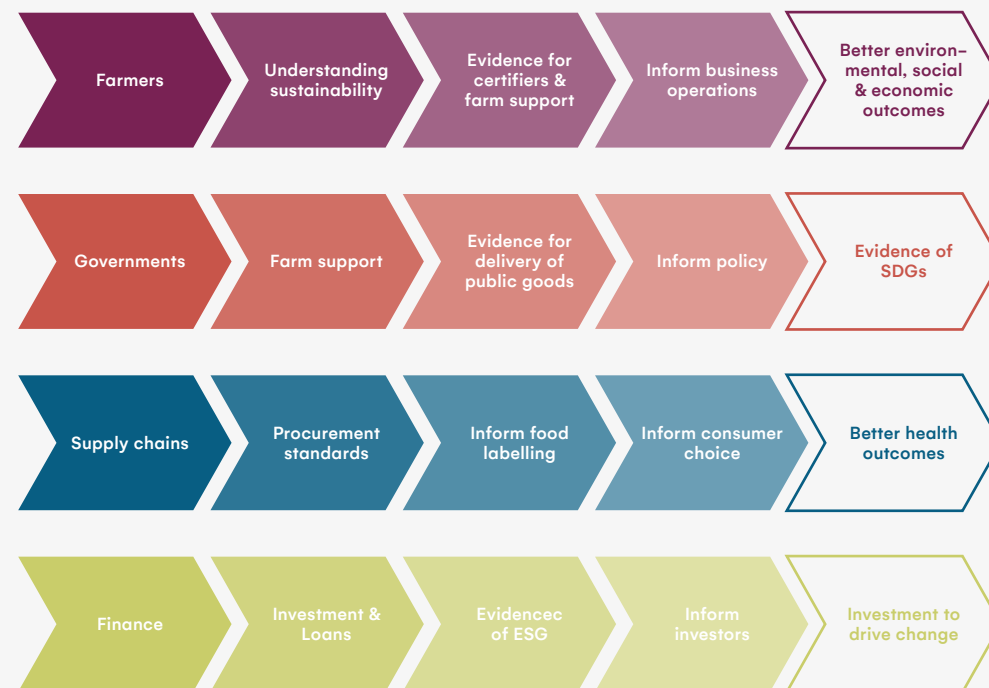 Farmers
Understanding
sustainability
Evidence for
certifiers &
farm support
Inform business
operations
Better environ-
mental, social
& economic
outcomes
Governments
Farm support
Evidence for
delivery of
public goods
Inform policy
Evidence of
SDGs
Supply chains
Procurement
standards
Inform food
labelling
Inform consumer
choice
Better health
outcomes
Finance
Investment &
Loans
Evidencec
of ESG
Inform
investors
Investment to
drive change